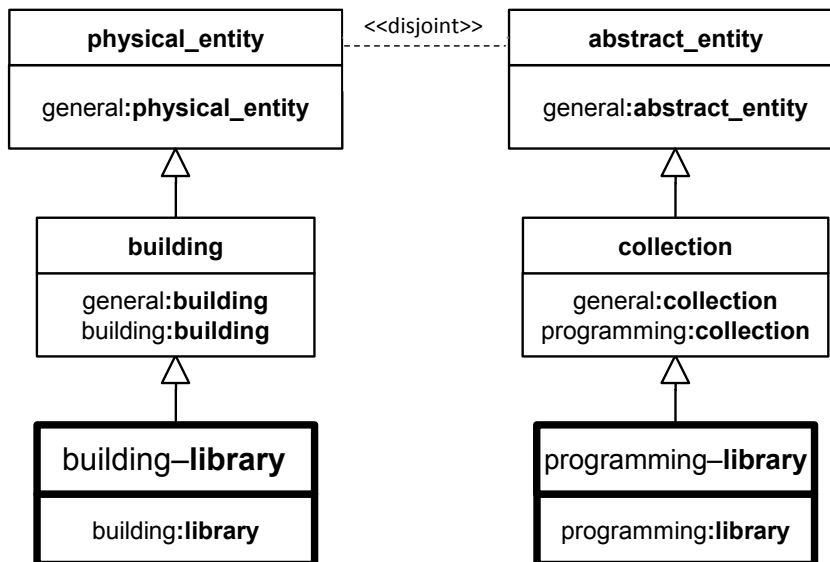 physical_entity
<<disjoint>>
abstract_entity
general:physical_entity
general:abstract_entity
building
collection
general:building
building:building
general:collection
programming:collection
building–library
programming–library
building:library
programming:library